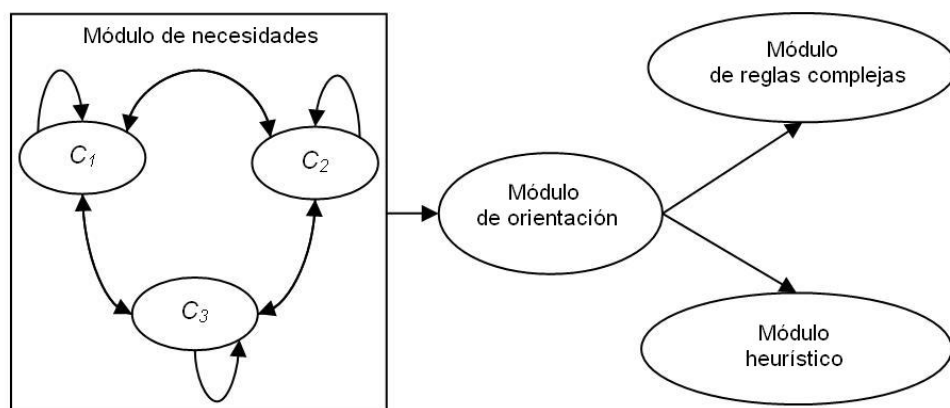 Módulo de necesidades
C1
C2
C3
Módulo
de orientación
Módulo
de reglas complejas
Módulo
heurístico